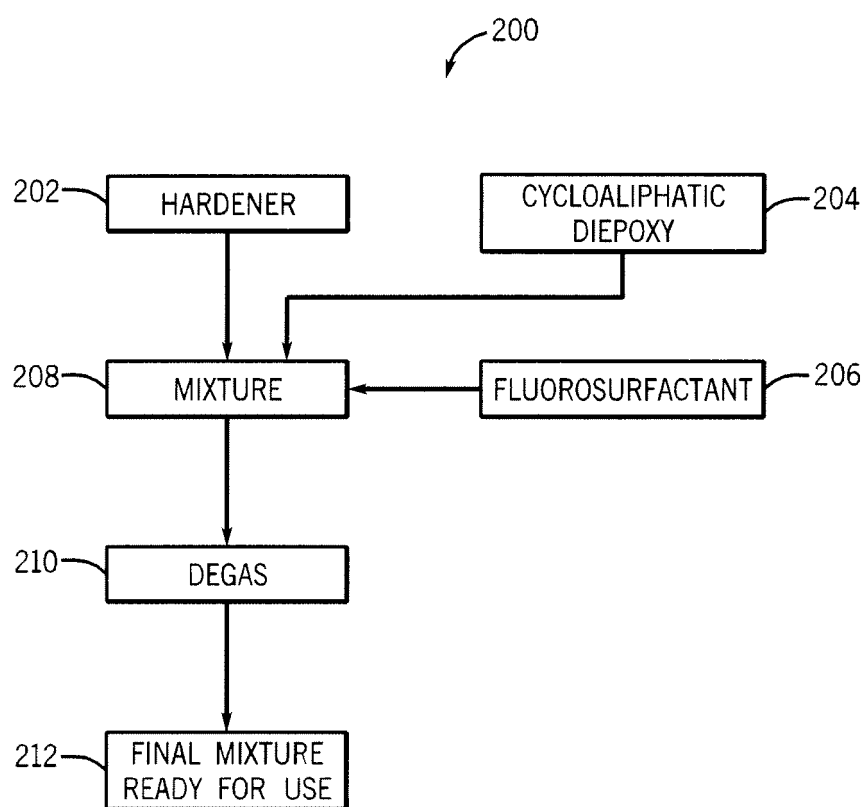 200
202
HARDENER
CYCLOALIPHATIC
DIEPOXY
204
208
MIXTURE
FLUOROSURFACTANT
206
210
DEGAS
212
FINAL MIXTURE
READY FOR USE